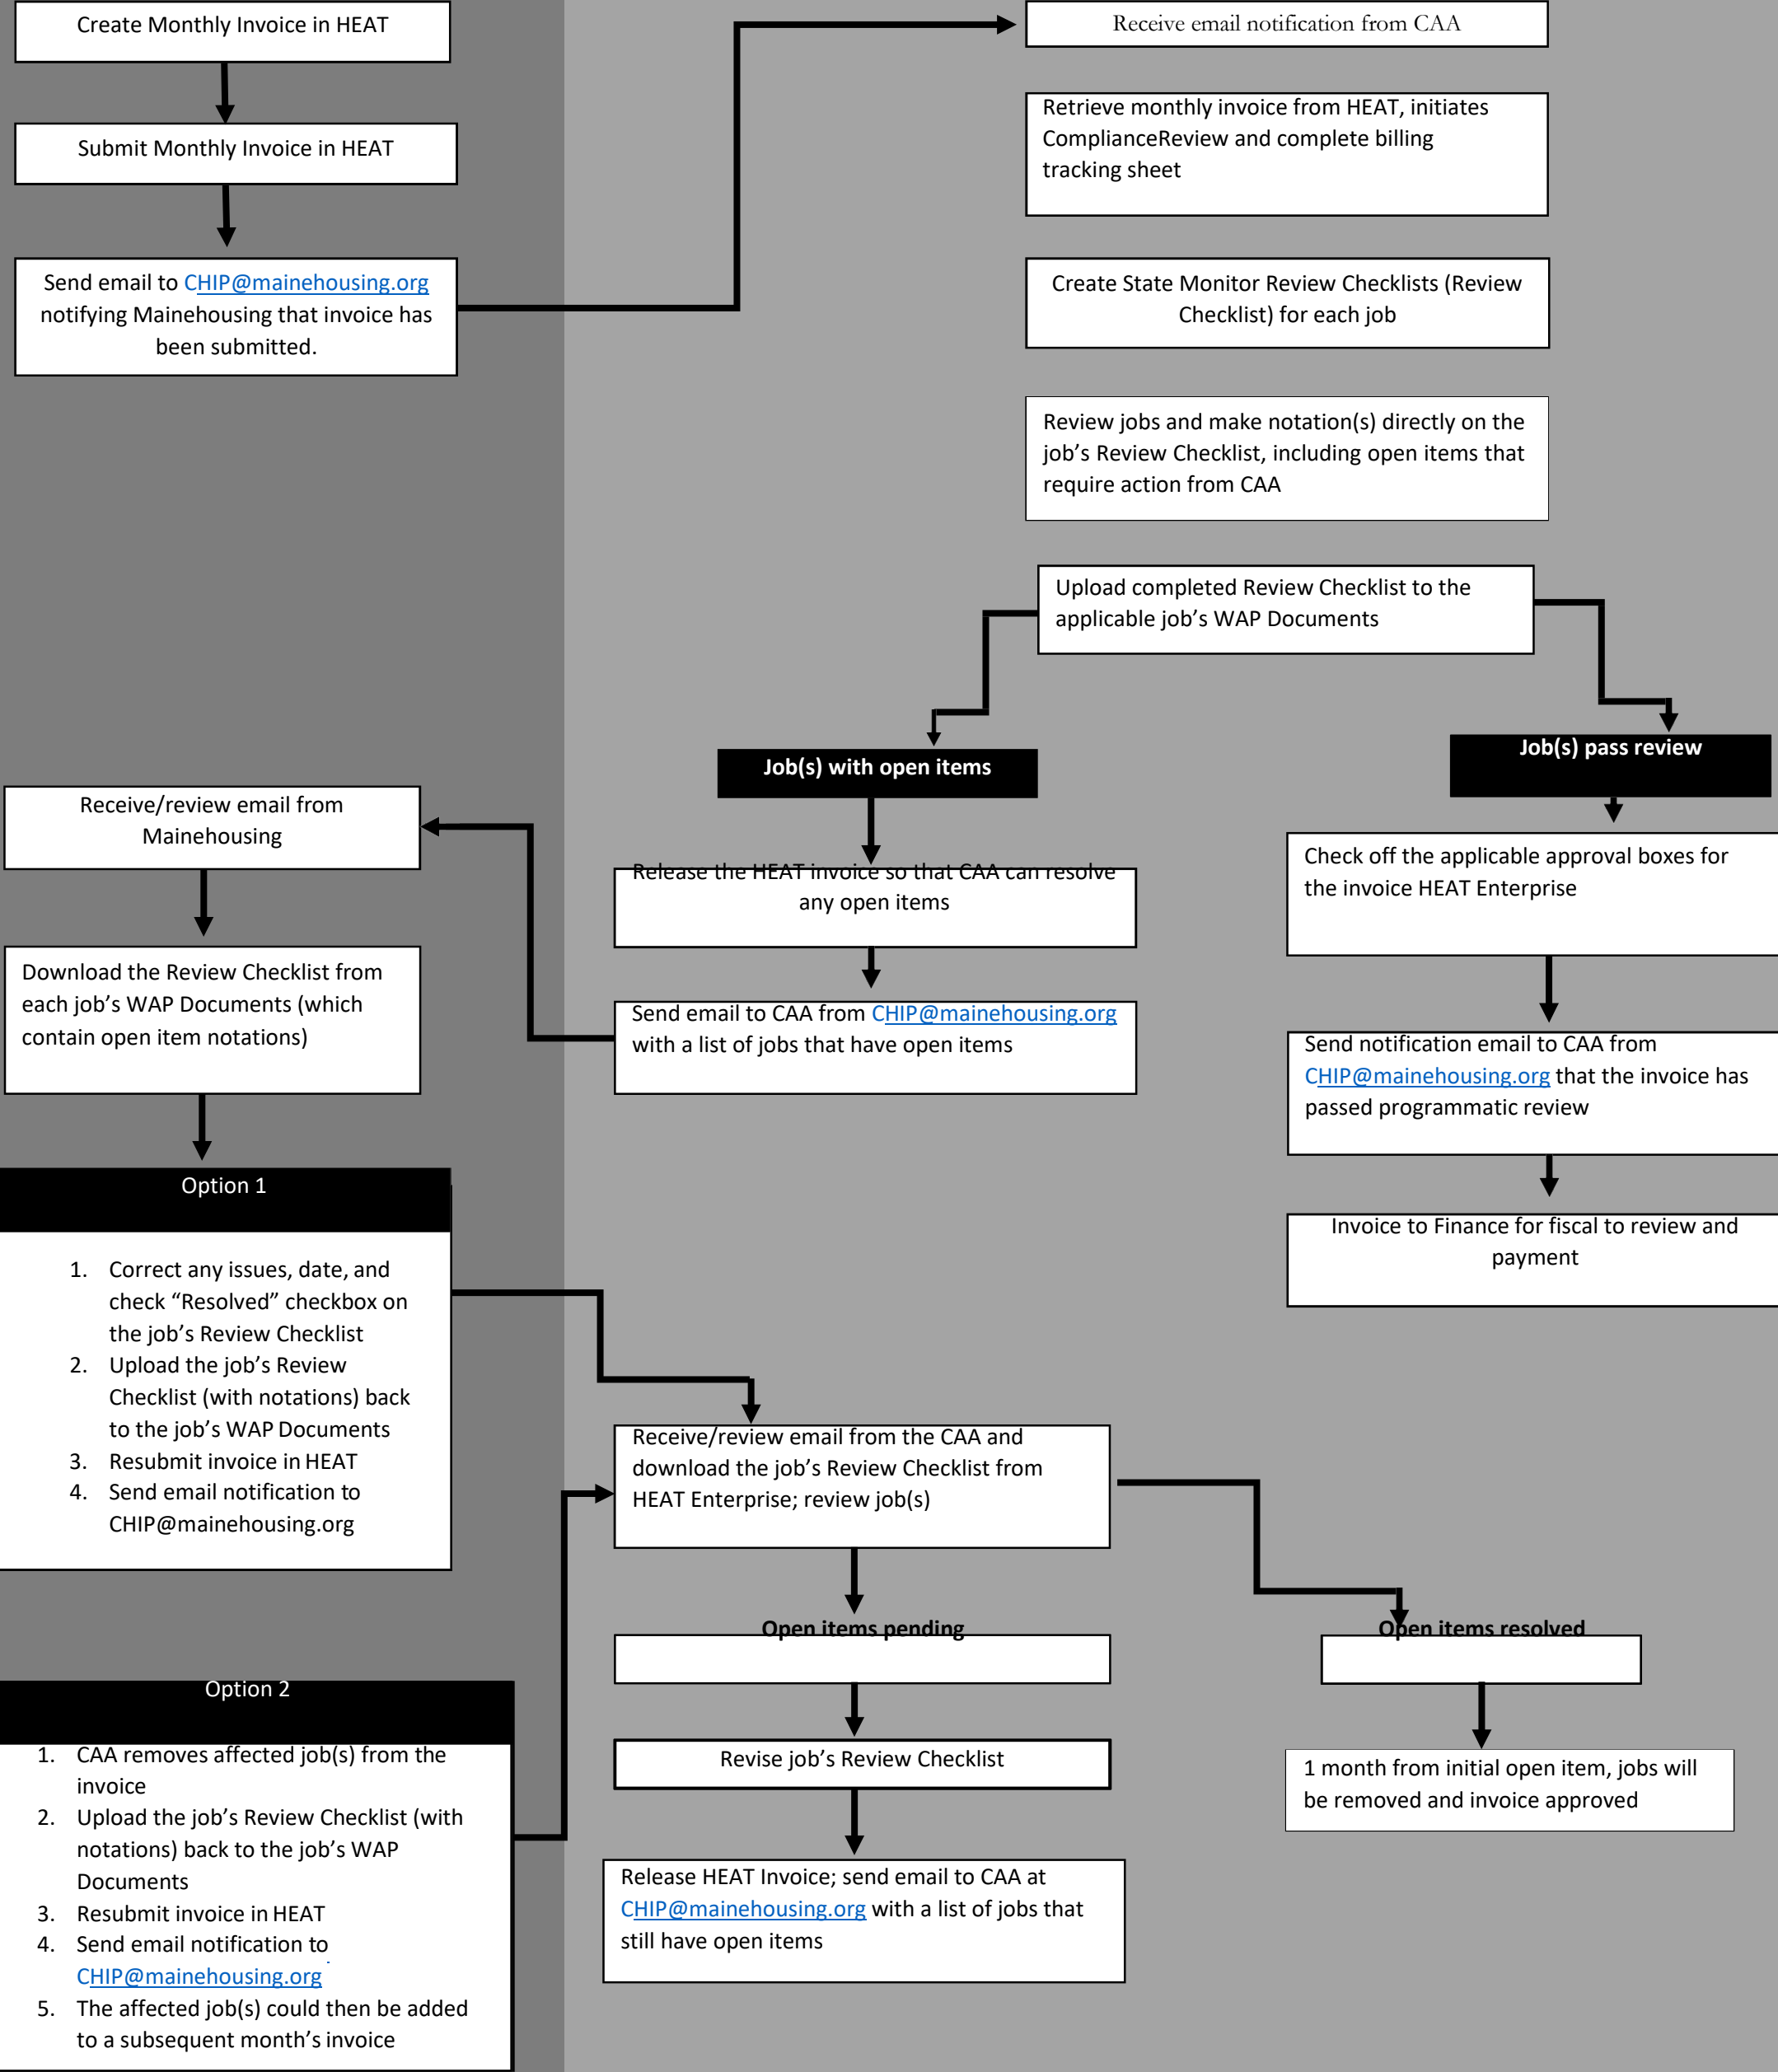 Create Monthly Invoice in HEAT
Submit Monthly Invoice in HEAT
Send email to CHIP@mainehousing.org
notifying Mainehousing that invoice has
been submitted.
Receive email notification from CAA
Retrieve monthly invoice from HEAT, initiates
ComplianceReview and complete billing
tracking sheet
Create State Monitor Review Checklists (Review
Checklist) for each job
Review jobs and make notation(s) directly on the
job’s Review Checklist, including open items that
require action from CAA
Upload completed Review Checklist to the
applicable job’s WAP Documents
Job(s) with open items
Job(s) pass review
Release the HEAT invoice so that CAA can resolve
any open items
Send email to CAA from CHIP@mainehousing.org
with a list of jobs that have open items
Check off the applicable approval boxes for
the invoice HEAT Enterprise
Send notification email to CAA from
CHIP@mainehousing.org that the invoice has
passed programmatic review
Invoice to Finance for fiscal to review and
payment
Receive/review email from
Mainehousing
Download the Review Checklist from
each job’s WAP Documents (which
contain open item notations)
Option 1
1. Correct any issues, date, and
check “Resolved” checkbox on
the job’s Review Checklist
2. Upload the job’s Review
Checklist (with notations) back
to the job’s WAP Documents
3. Resubmit invoice in HEAT
4. Send email notification to
CHIP@mainehousing.org
Option 2
1. CAA removes affected job(s) from the
invoice
2. Upload the job’s Review Checklist (with
notations) back to the job’s WAP
Documents
3. Resubmit invoice in HEAT
4. Send email notification to
CHIP@mainehousing.org
5. The affected job(s) could then be added
to a subsequent month’s invoice
Receive/review email from the CAA and
download the job’s Review Checklist from
HEAT Enterprise; review job(s)
Open items pending
Revise job’s Review Checklist
Release HEAT Invoice; send email to CAA at
CHIP@mainehousing.org with a list of jobs that
still have open items
Open items resolved
1 month from initial open item, jobs will
be removed and invoice approved